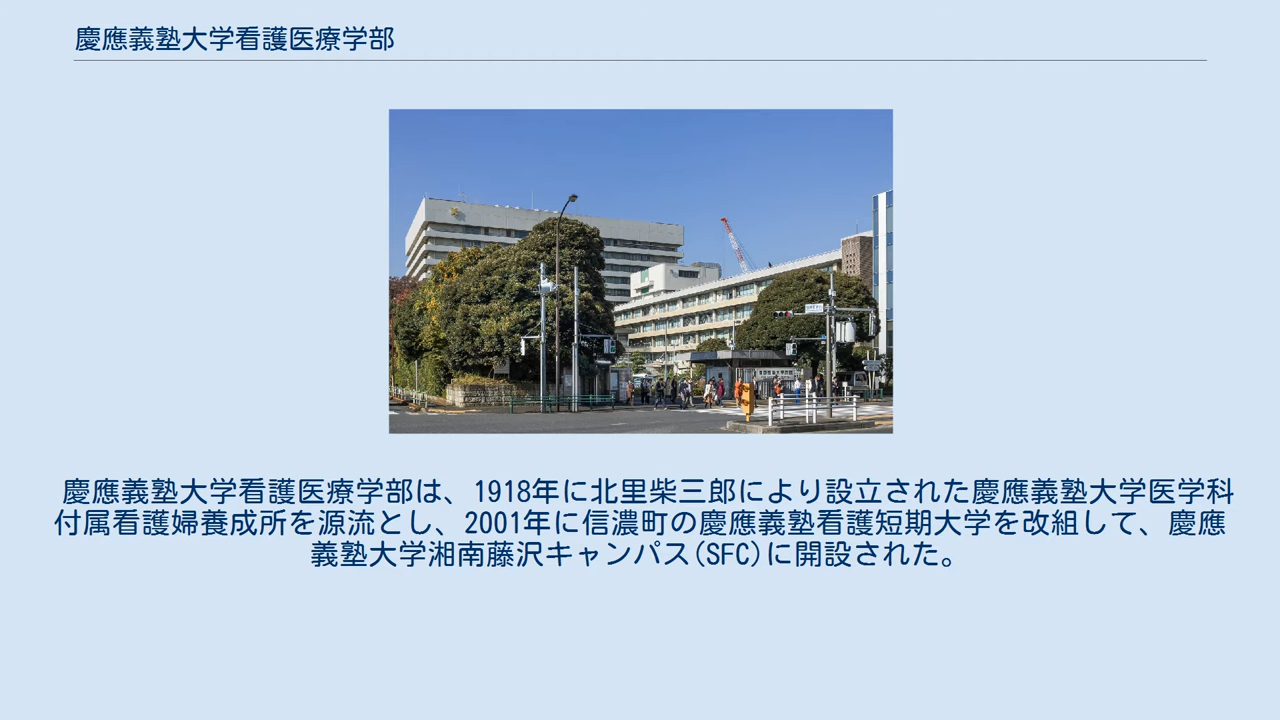 慶應義塾大学看護医療学部
慶應義塾大学看護医療学部は、1918年に北里柴三郎により設立された慶應義塾大学医学科
付属看護婦養成所を源流とし、2001年に信濃町の慶應義塾看護短期大学を改組して、慶應
義塾大学湘南藤沢キャンパス(SFC)に開設された。